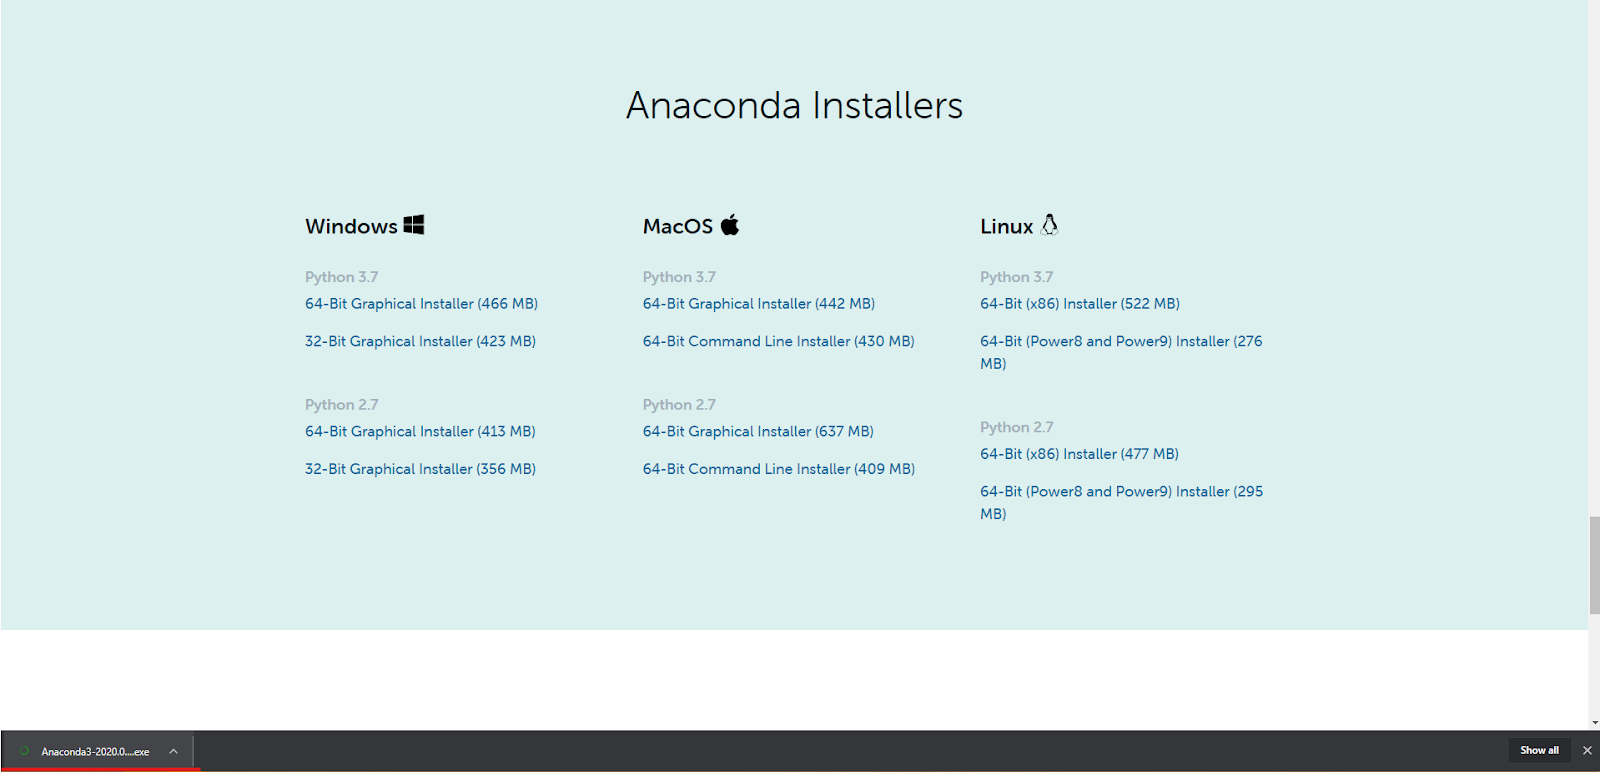 Anaconda Installers
Windows
Python 3.7
64-Bit Graphical Installer (466 MB)
32-Bit Graphical Installer (423 MB)
Python 2.7
64-Bit Graphical Installer (413 MB)
32-Bit Graphical Installer (356 MB)
MacOS
Python 3.7
64-Bit Graphical Installer (442 MB)
64-Bit Command Line Installer (430 MB)
Python 2.7
64-Bit Graphical Installer (637 MB)
64-Bit Command Line Installer (409 MB)
Linux
Python 3.7
64-Bit (x86) Installer (522 MB)
64-Bit (Power8 and Power9) Installer (276
MB)
Python 2.7
64-Bit (x86) Installer (477 MB)
64-Bit (Power8 and Power9) Installer (295
MB)
Anaconda3-2020.0....exe
Show all